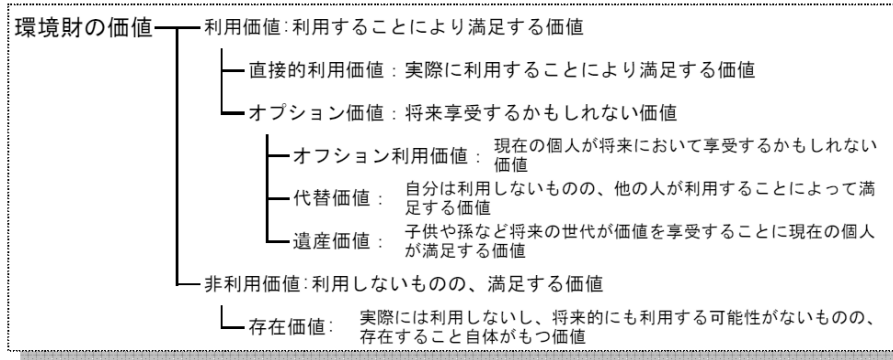 環境財の価値
利用価値:利用することにより満足する価値
直接的利用価値：実際に利用することにより満足する価値
オプション価値：将来享受するかもしれない価値
オフション利用価値：
現在の個人が将来において享受するかもしれない
価値
代替価値：
自分は利用しないものの、他の人が利用することによって満
足する価値
遺産価値：
子供や孫など将来の世代が価値を享受することに現在の個人
が満足する価値
非利用価値:利用しないものの、満足する価値
存在価値:
実際には利用しないし、将来的にも利用する可能性がないものの、
存在すること自体がもつ価値